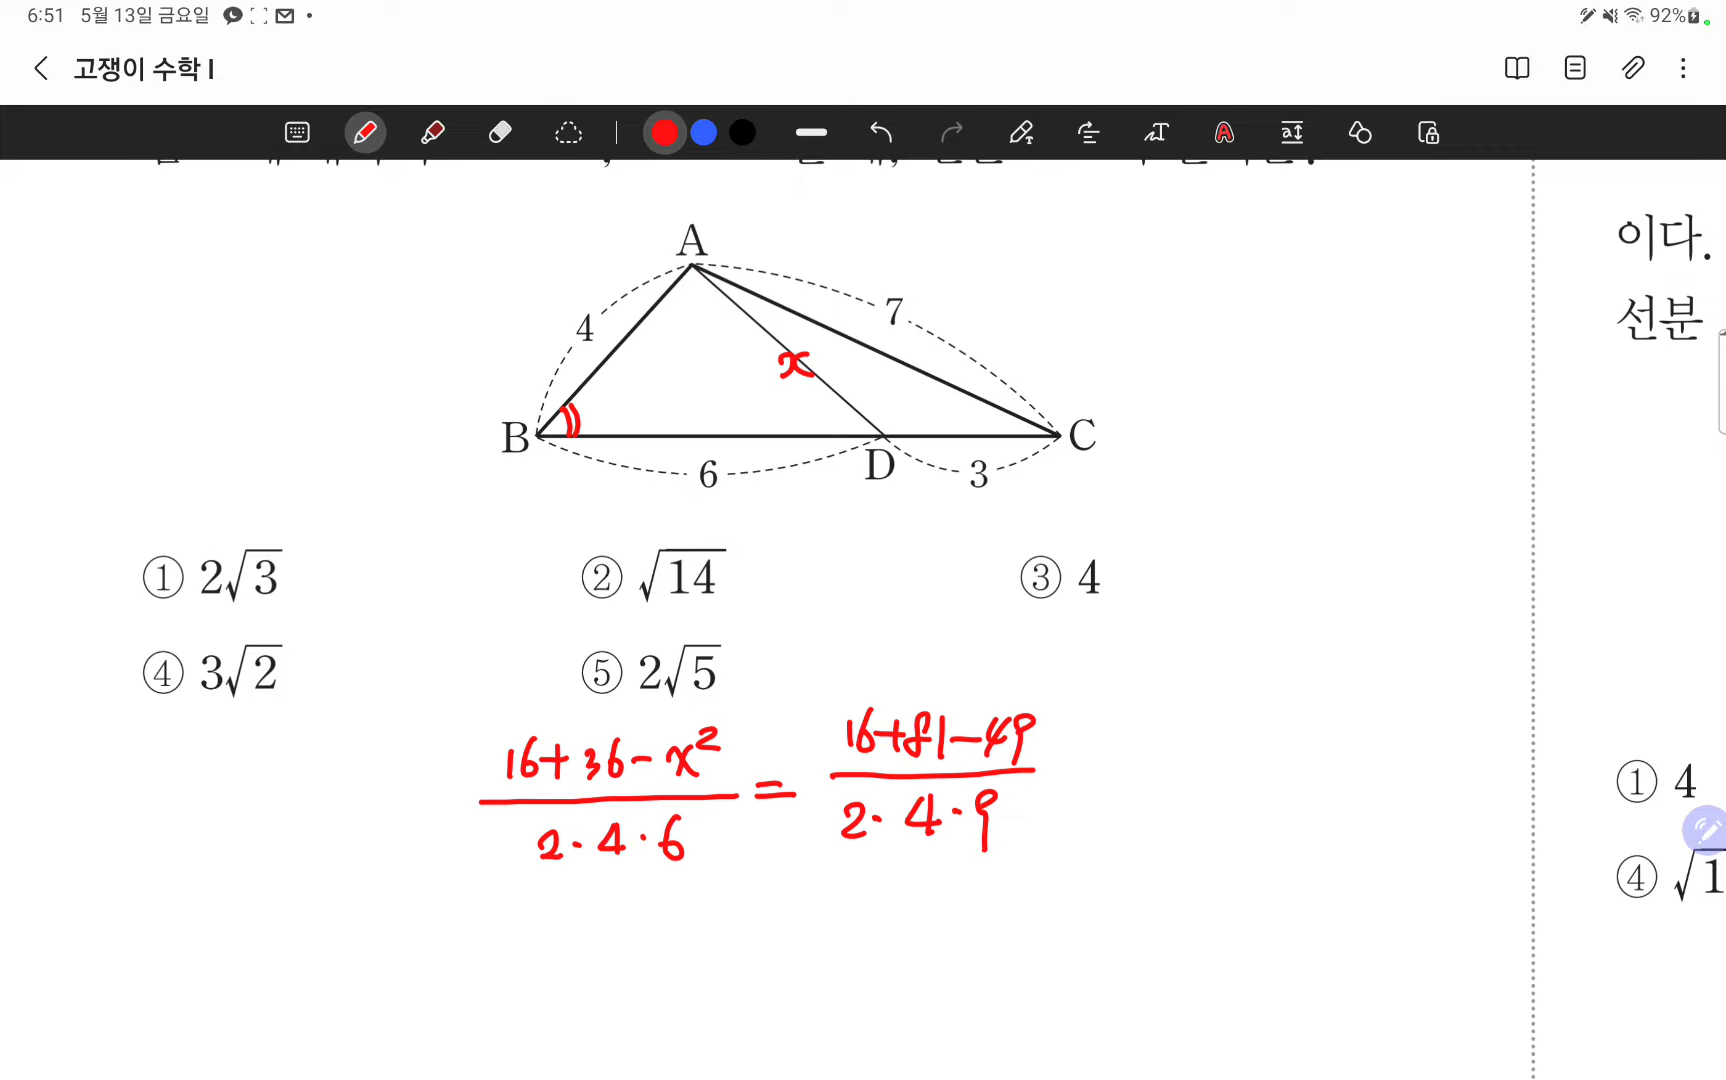 6:51 5월 13일 금요일
92%
고쟁이 수학 I
A
4
7
x
B
C
D
6
3
이다.
선분
① 2√3 ② √14 ③ 4
④ 3√2 ⑤ 2√5
(16+36-x²)/(2·4·6) = (16+81-49)/(2·4·9)
① 4
④ √1